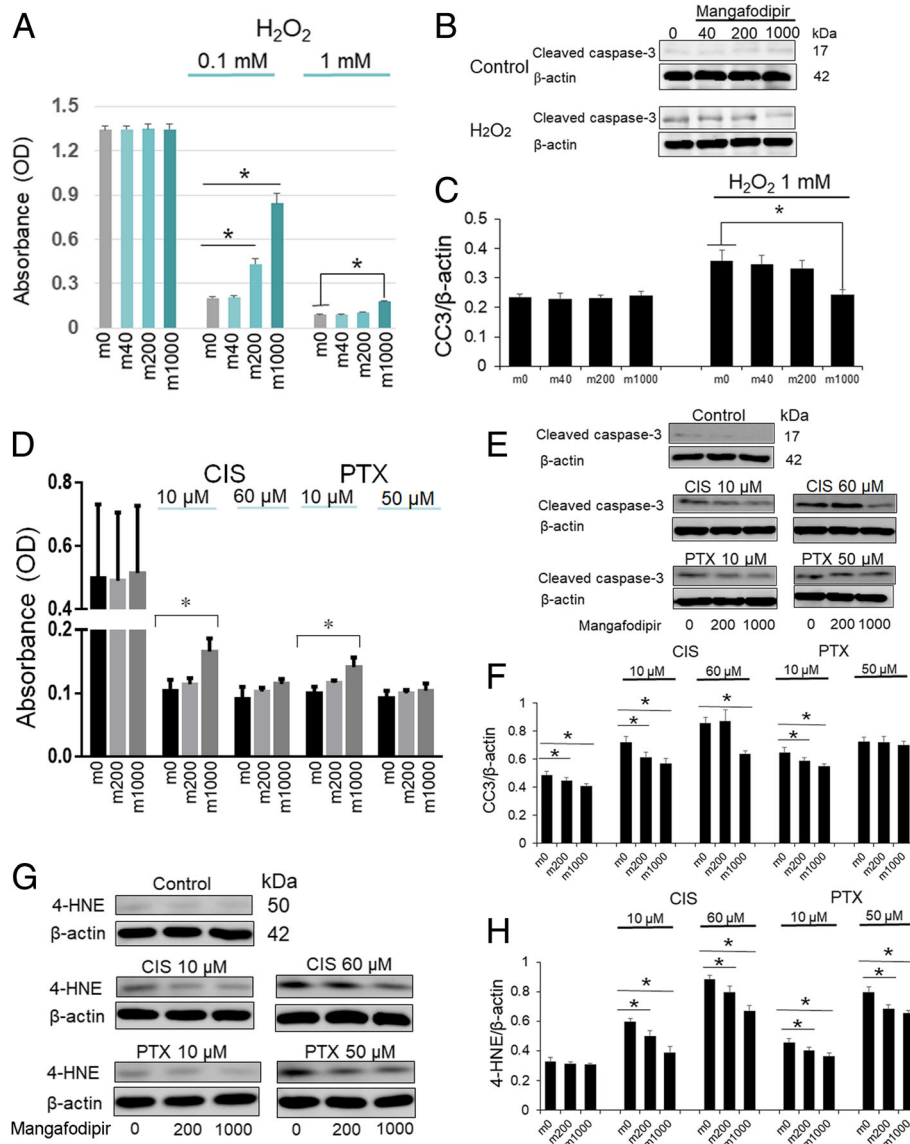 A
H₂O₂
0.1 mM
1 mM
1.5
1.2
0.9
0.6
0.3
0
Absorbance (OD)
*
*
*
m0
m40
m200
m1000
m0
m40
m200
m1000
m0
m40
m200
m1000
B
Mangafodipir
0 40 200 1000 kDa
Control
Cleaved caspase-3 17
β-actin 42
H₂O₂
Cleaved caspase-3
β-actin
C
H₂O₂ 1 mM
*
0.5
0.4
0.3
0.2
0.1
0
CC3/β-actin
m0 m40 m200 m1000 m0 m40 m200 m1000
D
CIS PTX
10 µM 60 µM 10 µM 50 µM
0.8
0.6
0.4
0.2
0.1
0.0
Absorbance (OD)
*
*
m0
m200
m1000
m0
m200
m1000
m0
m200
m1000
m0
m200
m1000
m0
m200
m1000
E
Control kDa
Cleaved caspase-3 17
β-actin 42
CIS 10 µM CIS 60 µM
Cleaved caspase-3
β-actin
PTX 10 µM PTX 50 µM
Cleaved caspase-3
β-actin
Mangafodipir 0 200 1000 0 200 1000
F
CIS PTX
10 µM 60 µM 10 µM 50 µM
1
0.8
0.6
0.4
0.2
0
CC3/β-actin
* * * * * * *
m0
m200
m1000
m0
m200
m1000
m0
m200
m1000
m0
m200
m1000
m0
m200
m1000
G
Control kDa
4-HNE 50
β-actin 42
CIS 10 µM CIS 60 µM
4-HNE
β-actin
PTX 10 µM PTX 50 µM
4-HNE
β-actin
Mangafodipir 0 200 1000 0 200 1000
H
CIS PTX
10 µM 60 µM 10 µM 50 µM
1
0.8
0.6
0.4
0.2
0
4-HNE/β-actin
* * * * * * * *
m0
m200
m1000
m0
m200
m1000
m0
m200
m1000
m0
m200
m1000
m0
m200
m1000